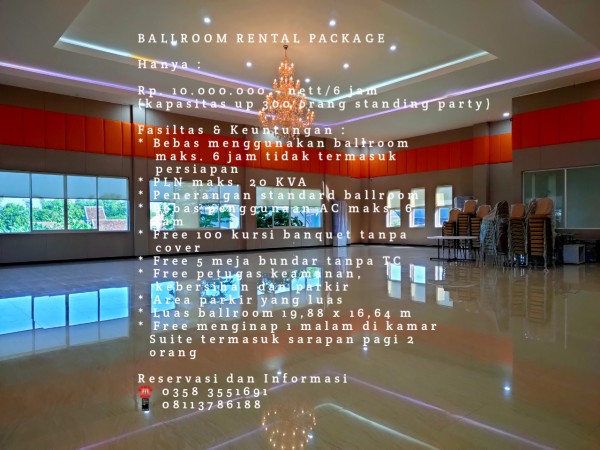 BALLROOM RENTAL PACKAGE
Hanya :
Rp. 10.000.000,- nett/6 jam
(kapasitas up 300 orang standing party)
Fasiltas & Keuntungan :
* Bebas menggunakan ballroom
maks. 6 jam tidak termasuk
persiapan
* PLN maks. 20 KVA
* Penerangan standard ballroom
* Bebas penggunaan AC maks. 6
jam
* Free 100 kursi banquet tanpa
cover
* Free 5 meja bundar tanpa TC
* Free petugas keamanan,
kebersihan dan parkir
* Area parkir yang luas
* Luas ballroom 19,88 x 16,64 m
* Free menginap 1 malam di kamar
Suite termasuk sarapan pagi 2
orang
Reservasi dan Informasi
☎ 0358 3551691
📱 08113786188